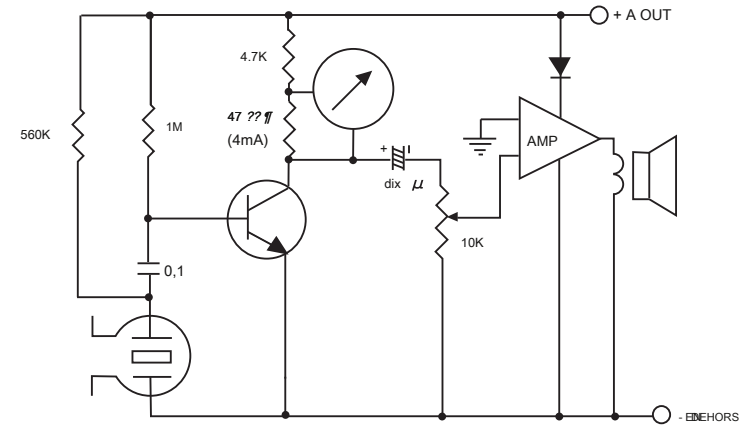 + A OUT
4.7K
560K
1M
47 ?? ¶
(4mA)
AMP
+
dix μ
10K
0,1